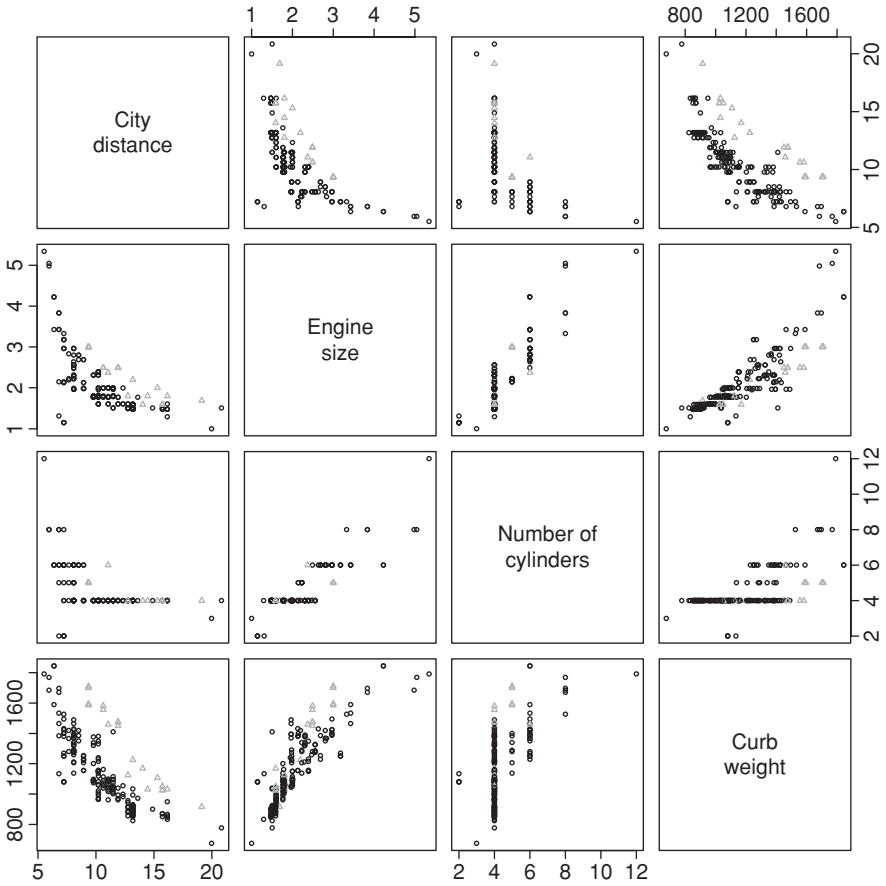 1 2 3 4 5
800 1200 1600
City
distance
5 10 15 20
1 2 3 4 5
Engine
size
Number of
cylinders
2 4 6 8 10 12
800 1200 1600
Curb
weight
5 10 15 20
2 4 6 8 10 12